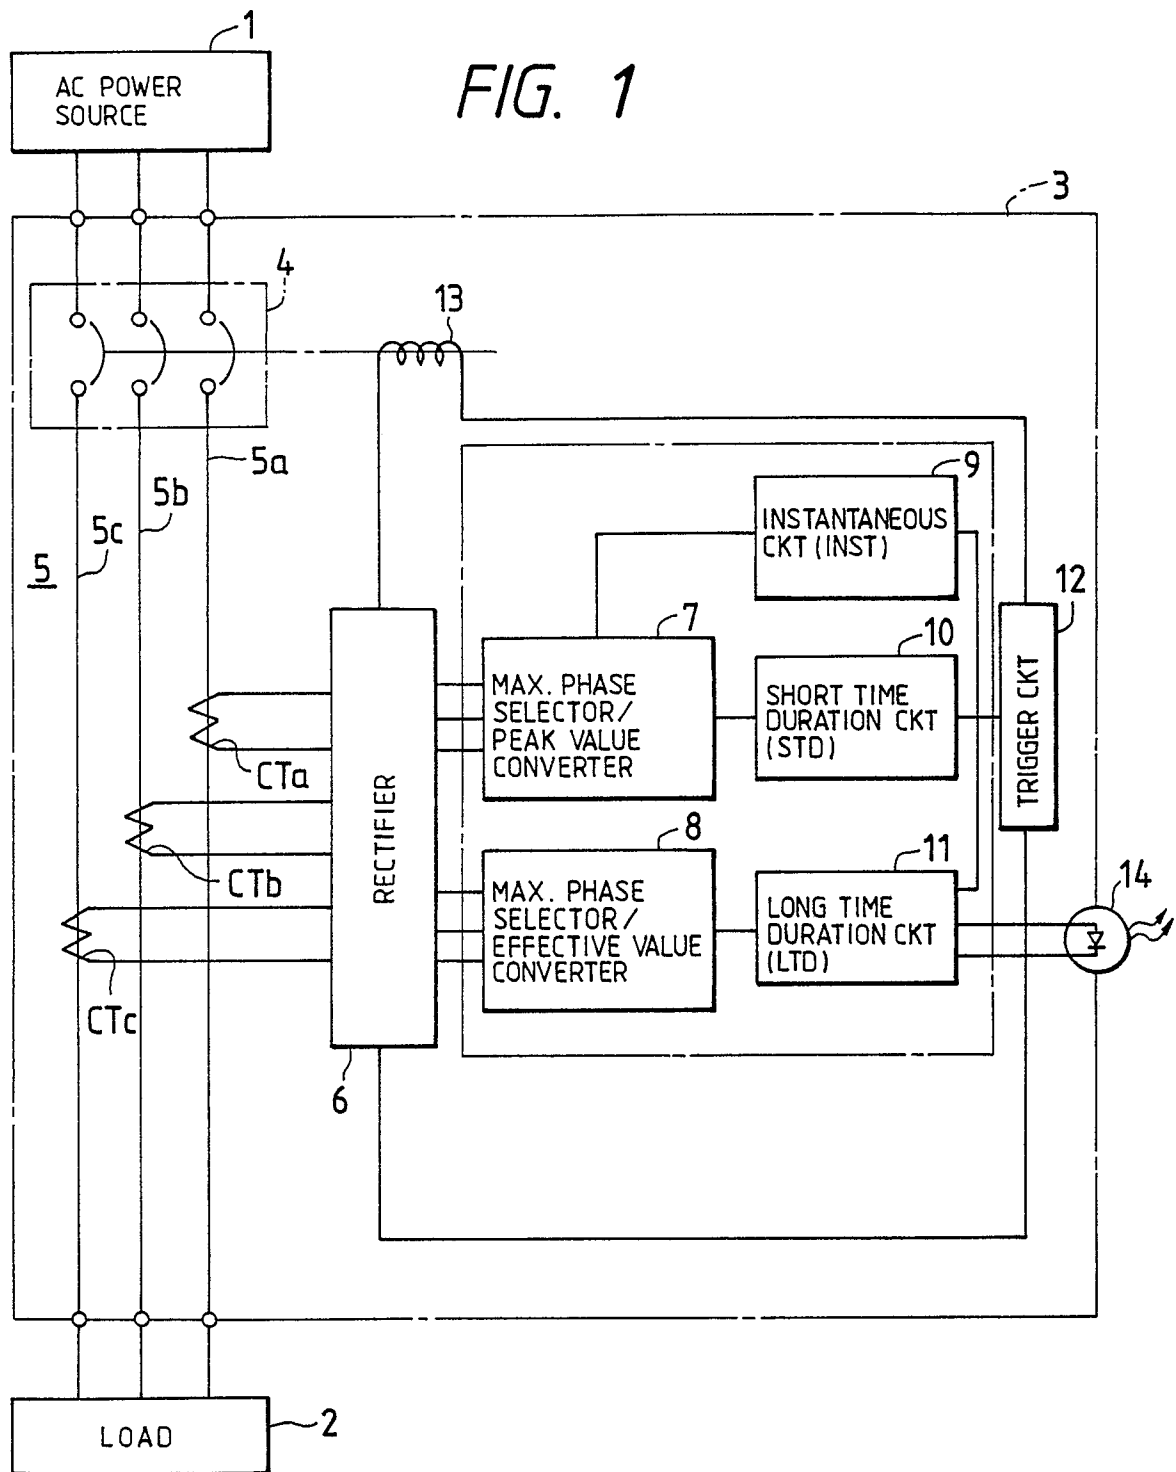 1
AC POWER
SOURCE
FIG. 1
3
4
13
5a
5b
5c
5
9
INSTANTANEOUS
CKT (INST)
12
TRIGGER CKT
7
MAX. PHASE
SELECTOR/
PEAK VALUE
CONVERTER
10
SHORT TIME
DURATION CKT
(STD)
CTa
RECTIFIER
CTb
8
MAX. PHASE
SELECTOR/
EFFECTIVE VALUE
CONVERTER
11
LONG TIME
DURATION CKT
(LTD)
14
CTc
6
LOAD
2